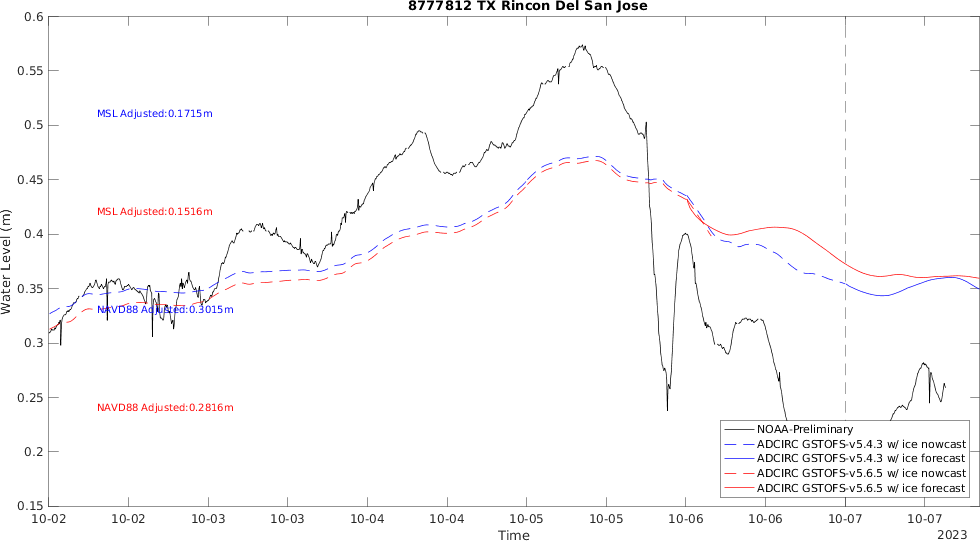 8777812 TX Rincon Del San Jose
0.6
0.55
0.5
0.45
0.4
0.35
0.3
0.25
0.2
0.15
Water Level (m)
MSL Adjusted:0.1715m
MSL Adjusted:0.1516m
NAVD88 Adjusted:0.3015m
NAVD88 Adjusted:0.2816m
NOAA-Preliminary
ADCIRC GSTOFS-v5.4.3 w/ ice nowcast
ADCIRC GSTOFS-v5.4.3 w/ ice forecast
ADCIRC GSTOFS-v5.6.5 w/ ice nowcast
ADCIRC GSTOFS-v5.6.5 w/ ice forecast
10-02 10-02 10-03 10-03 10-04 10-04 10-05 10-05 10-06 10-06 10-07 10-07
Time
2023